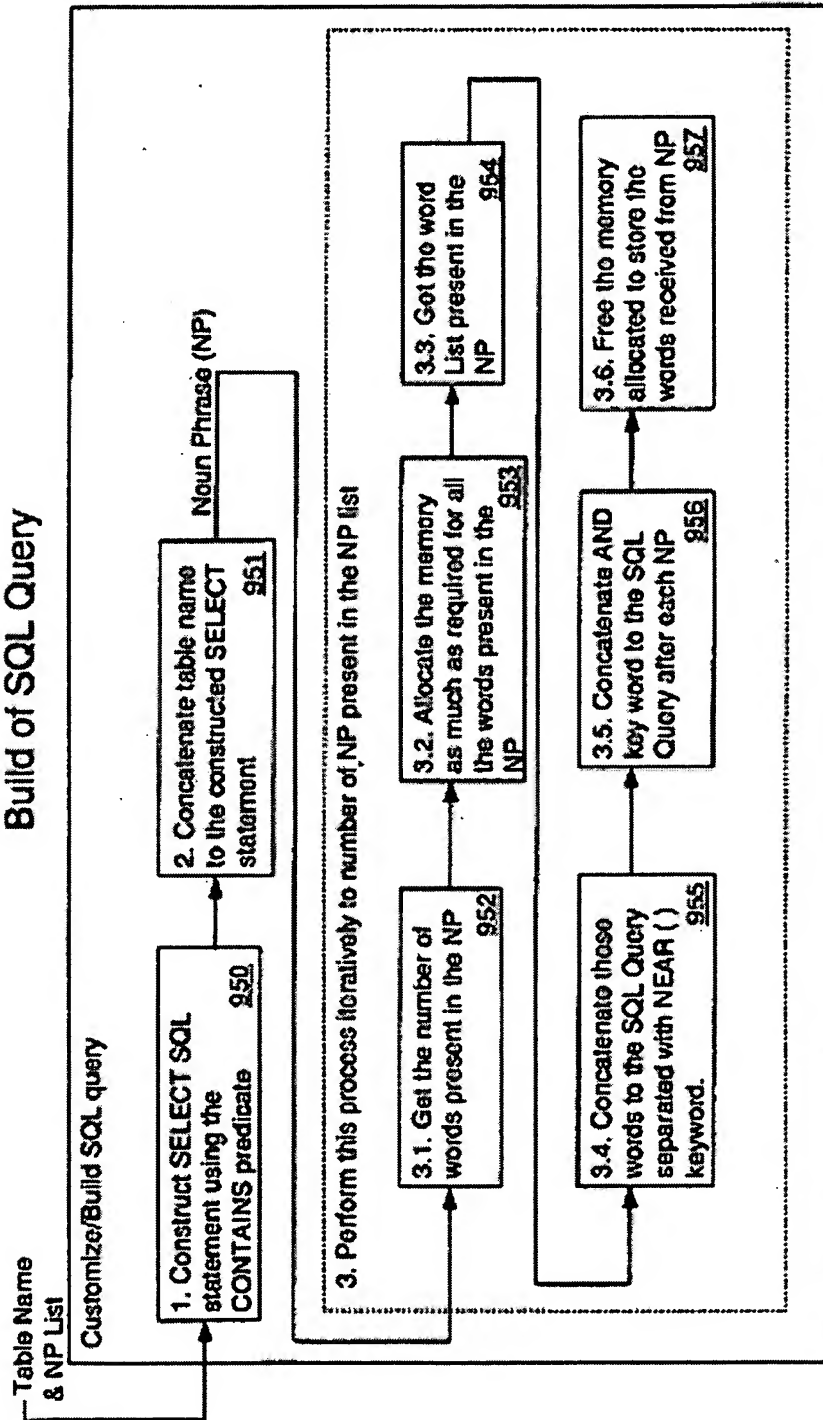 Build of SQL Query
Table Name
& NP List
Customize/Build SQL query
1. Construct SELECT SQL
statement using the
CONTAINS predicate
950
2. Concatenate table name
to the constructed SELECT
statement
951
Noun Phrase (NP)
3. Perform this process iteratively to number of NP present in the NP list
3.1. Get the number of
words present in the NP
952
3.2. Allocate the memory
as much as required for all
the words present in the
NP
953
3.3. Got the word
List present in the
NP
954
3.4. Concatenate those
words to the SQL Query
separated with NEAR ( )
keyword.
955
3.5. Concatenate AND
key word to the SQL
Query after each NP
956
3.6. Free the memory
allocated to store the
words received from NP
957